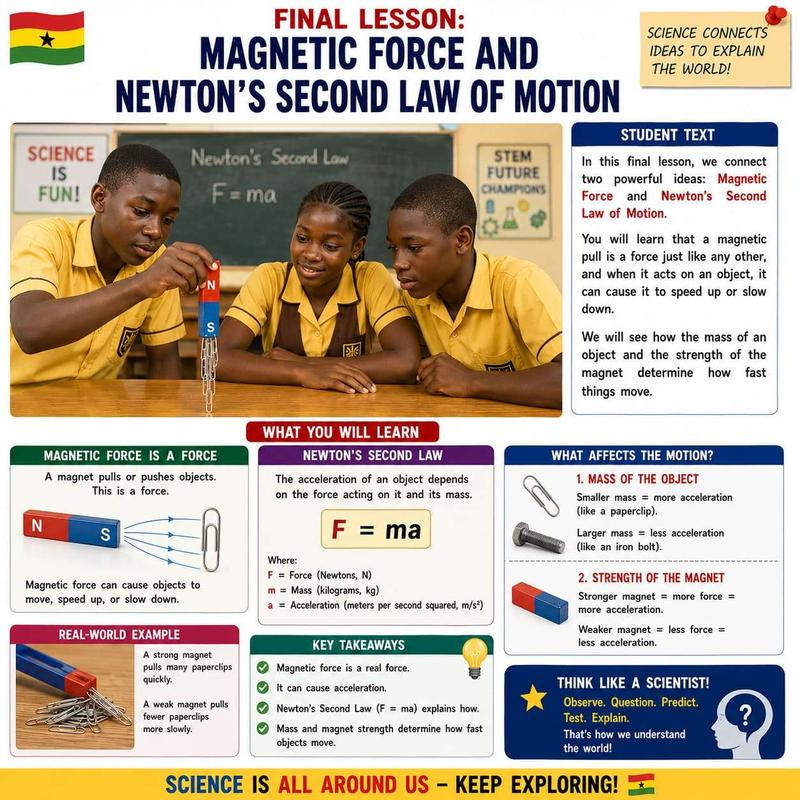 FINAL LESSON:
MAGNETIC FORCE AND
NEWTON'S SECOND LAW OF MOTION
SCIENCE CONNECTS
IDEAS TO EXPLAIN
THE WORLD!
SCIENCE
IS
FUN!
Newton's Second Law
F = ma
STEM
FUTURE
CHAMPIONS
N
S
STUDENT TEXT
In this final lesson, we connect
two powerful ideas: Magnetic
Force and Newton's Second
Law of Motion.
You will learn that a magnetic
pull is a force just like any other,
and when it acts on an object, it
can cause it to speed up or slow
down.
We will see how the mass of an
object and the strength of the
magnet determine how fast
things move.
WHAT YOU WILL LEARN
MAGNETIC FORCE IS A FORCE
A magnet pulls or pushes objects.
This is a force.
N S
Magnetic force can cause objects to
move, speed up, or slow down.
NEWTON'S SECOND LAW
The acceleration of an object depends
on the force acting on it and its mass.
F = ma
Where:
F = Force (Newtons, N)
m = Mass (kilograms, kg)
a = Acceleration (meters per second squared, m/s²)
WHAT AFFECTS THE MOTION?
1. MASS OF THE OBJECT
Smaller mass = more acceleration
(like a paperclip).
Larger mass = less acceleration
(like an iron bolt).
2. STRENGTH OF THE MAGNET
Stronger magnet = more force =
more acceleration.
Weaker magnet = less force =
less acceleration.
REAL-WORLD EXAMPLE
A strong magnet
pulls many paperclips
quickly.
A weak magnet pulls
fewer paperclips
more slowly.
KEY TAKEAWAYS
Magnetic force is a real force.
It can cause acceleration.
Newton's Second Law (F = ma) explains how.
Mass and magnet strength determine how fast
objects move.
THINK LIKE A SCIENTIST!
Observe. Question. Predict.
Test. Explain.
That's how we understand
the world!
?
SCIENCE IS ALL AROUND US – KEEP EXPLORING!